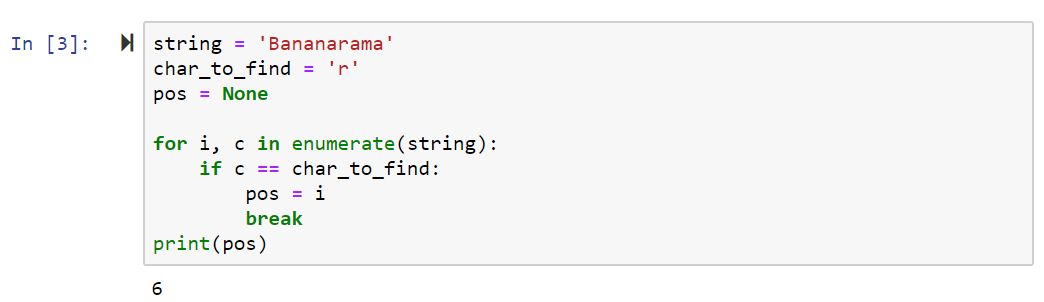 In [3]:
string = 'Bananarama'
char_to_find = 'r'
pos = None
for i, c in enumerate(string):
    if c == char_to_find:
        pos = i
        break
print(pos)
6